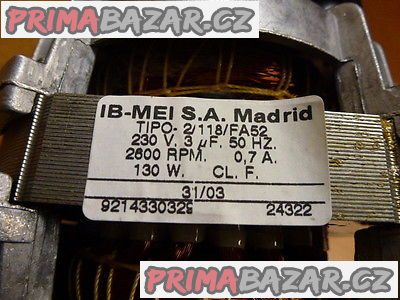 PRIMABAZAR.CZ
IB-MEI S.A. Madrid
TIPO- 2/118/FA52
230 V. 3 µF. 50 HZ.
2600 RPM. 0,7 A.
130 W. CL. F.
31/03
9214330329 24322
PRIMABAZAR.CZ